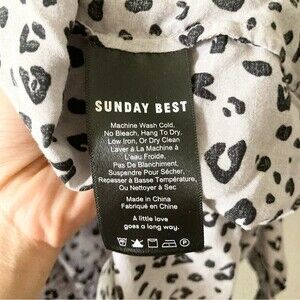 SUNDAY BEST
Machine Wash Cold,
No Bleach, Hang To Dry,
Low Iron, Or Dry Clean
Laver à La Machine à
L'eau Froide,
Pas De Blanchiment,
Suspendre Pour Sécher,
Repasser à Basse Température,
Ou Nettoyer à Sec
Made in China
Fabriqué en Chine
A little love
goes a long way.